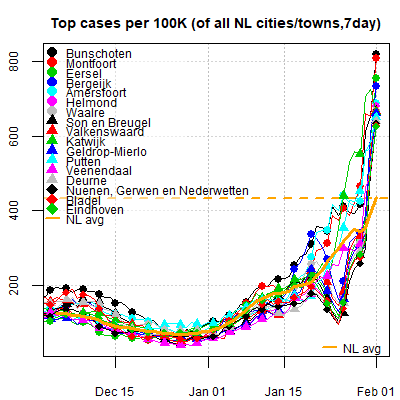 Top cases per 100K (of all NL cities/towns,7day)
800
600
400
200
Bunschoten
Montfoort
Eersel
Bergeijk
Amersfoort
Helmond
Waalre
Son en Breugel
Valkenswaard
Katwijk
Geldrop-Mierlo
Putten
Veenendaal
Deurne
Nuenen, Gerwen en Nederwetten
Bladel
Eindhoven
NL avg
NL avg
Dec 15
Jan 01
Jan 15
Feb 01